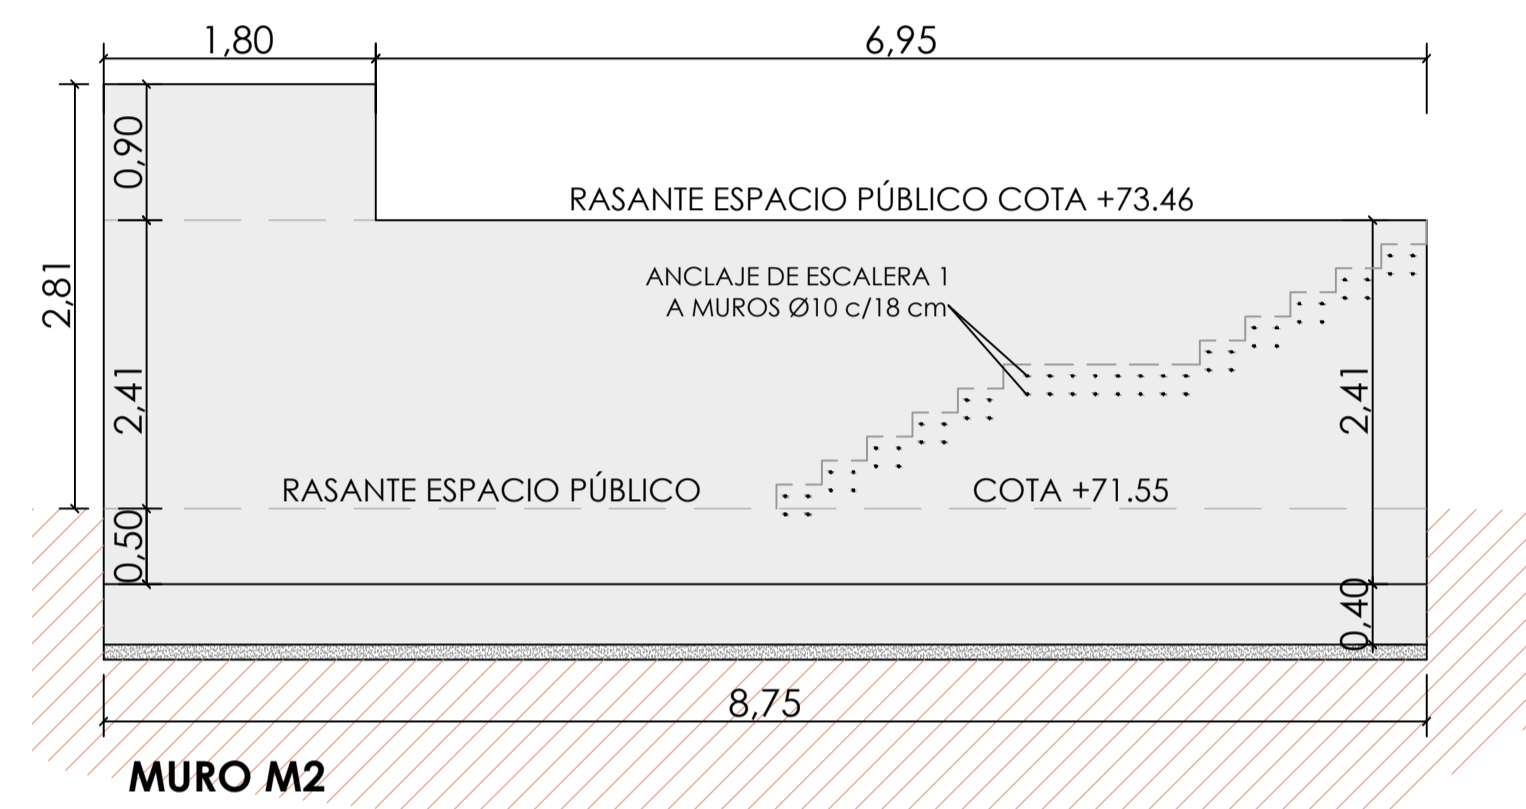 1,80
6,95
0,90
RASANTE ESPACIO PÚBLICO COTA +73.46
2,81
ANCLAJE DE ESCALERA 1
A MUROS Ø10 c/18 cm
2,41
2,41
RASANTE ESPACIO PÚBLICO
COTA +71.55
0,50
0,40
8,75
MURO M2